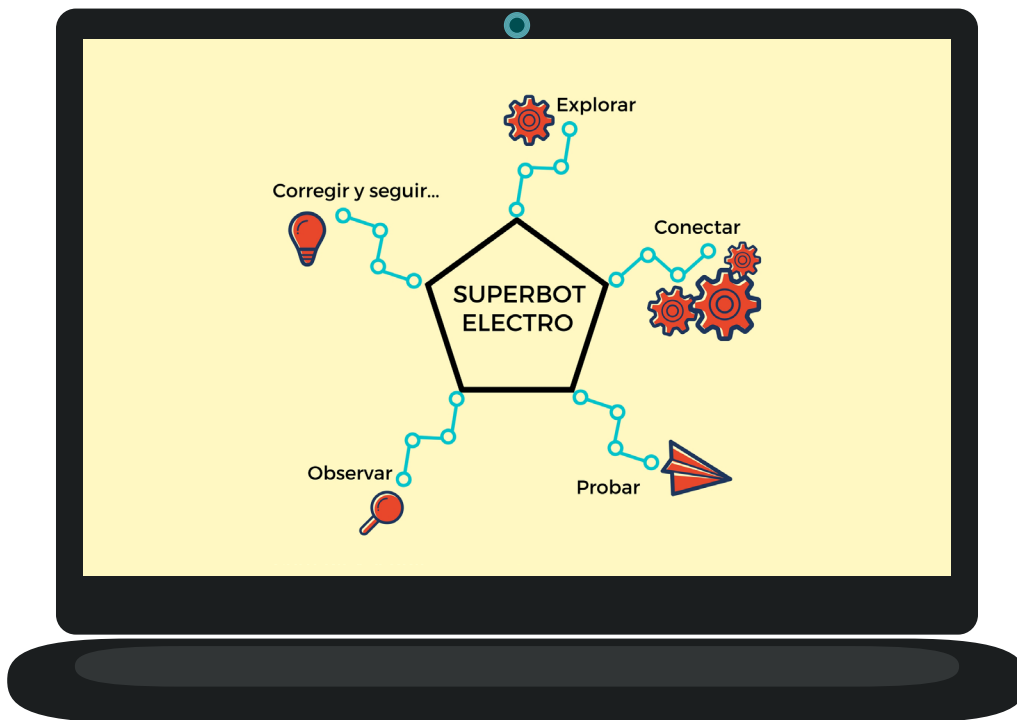 Explorar
Corregir y seguir...
Conectar
SUPERBOT
ELECTRO
Observar
Probar